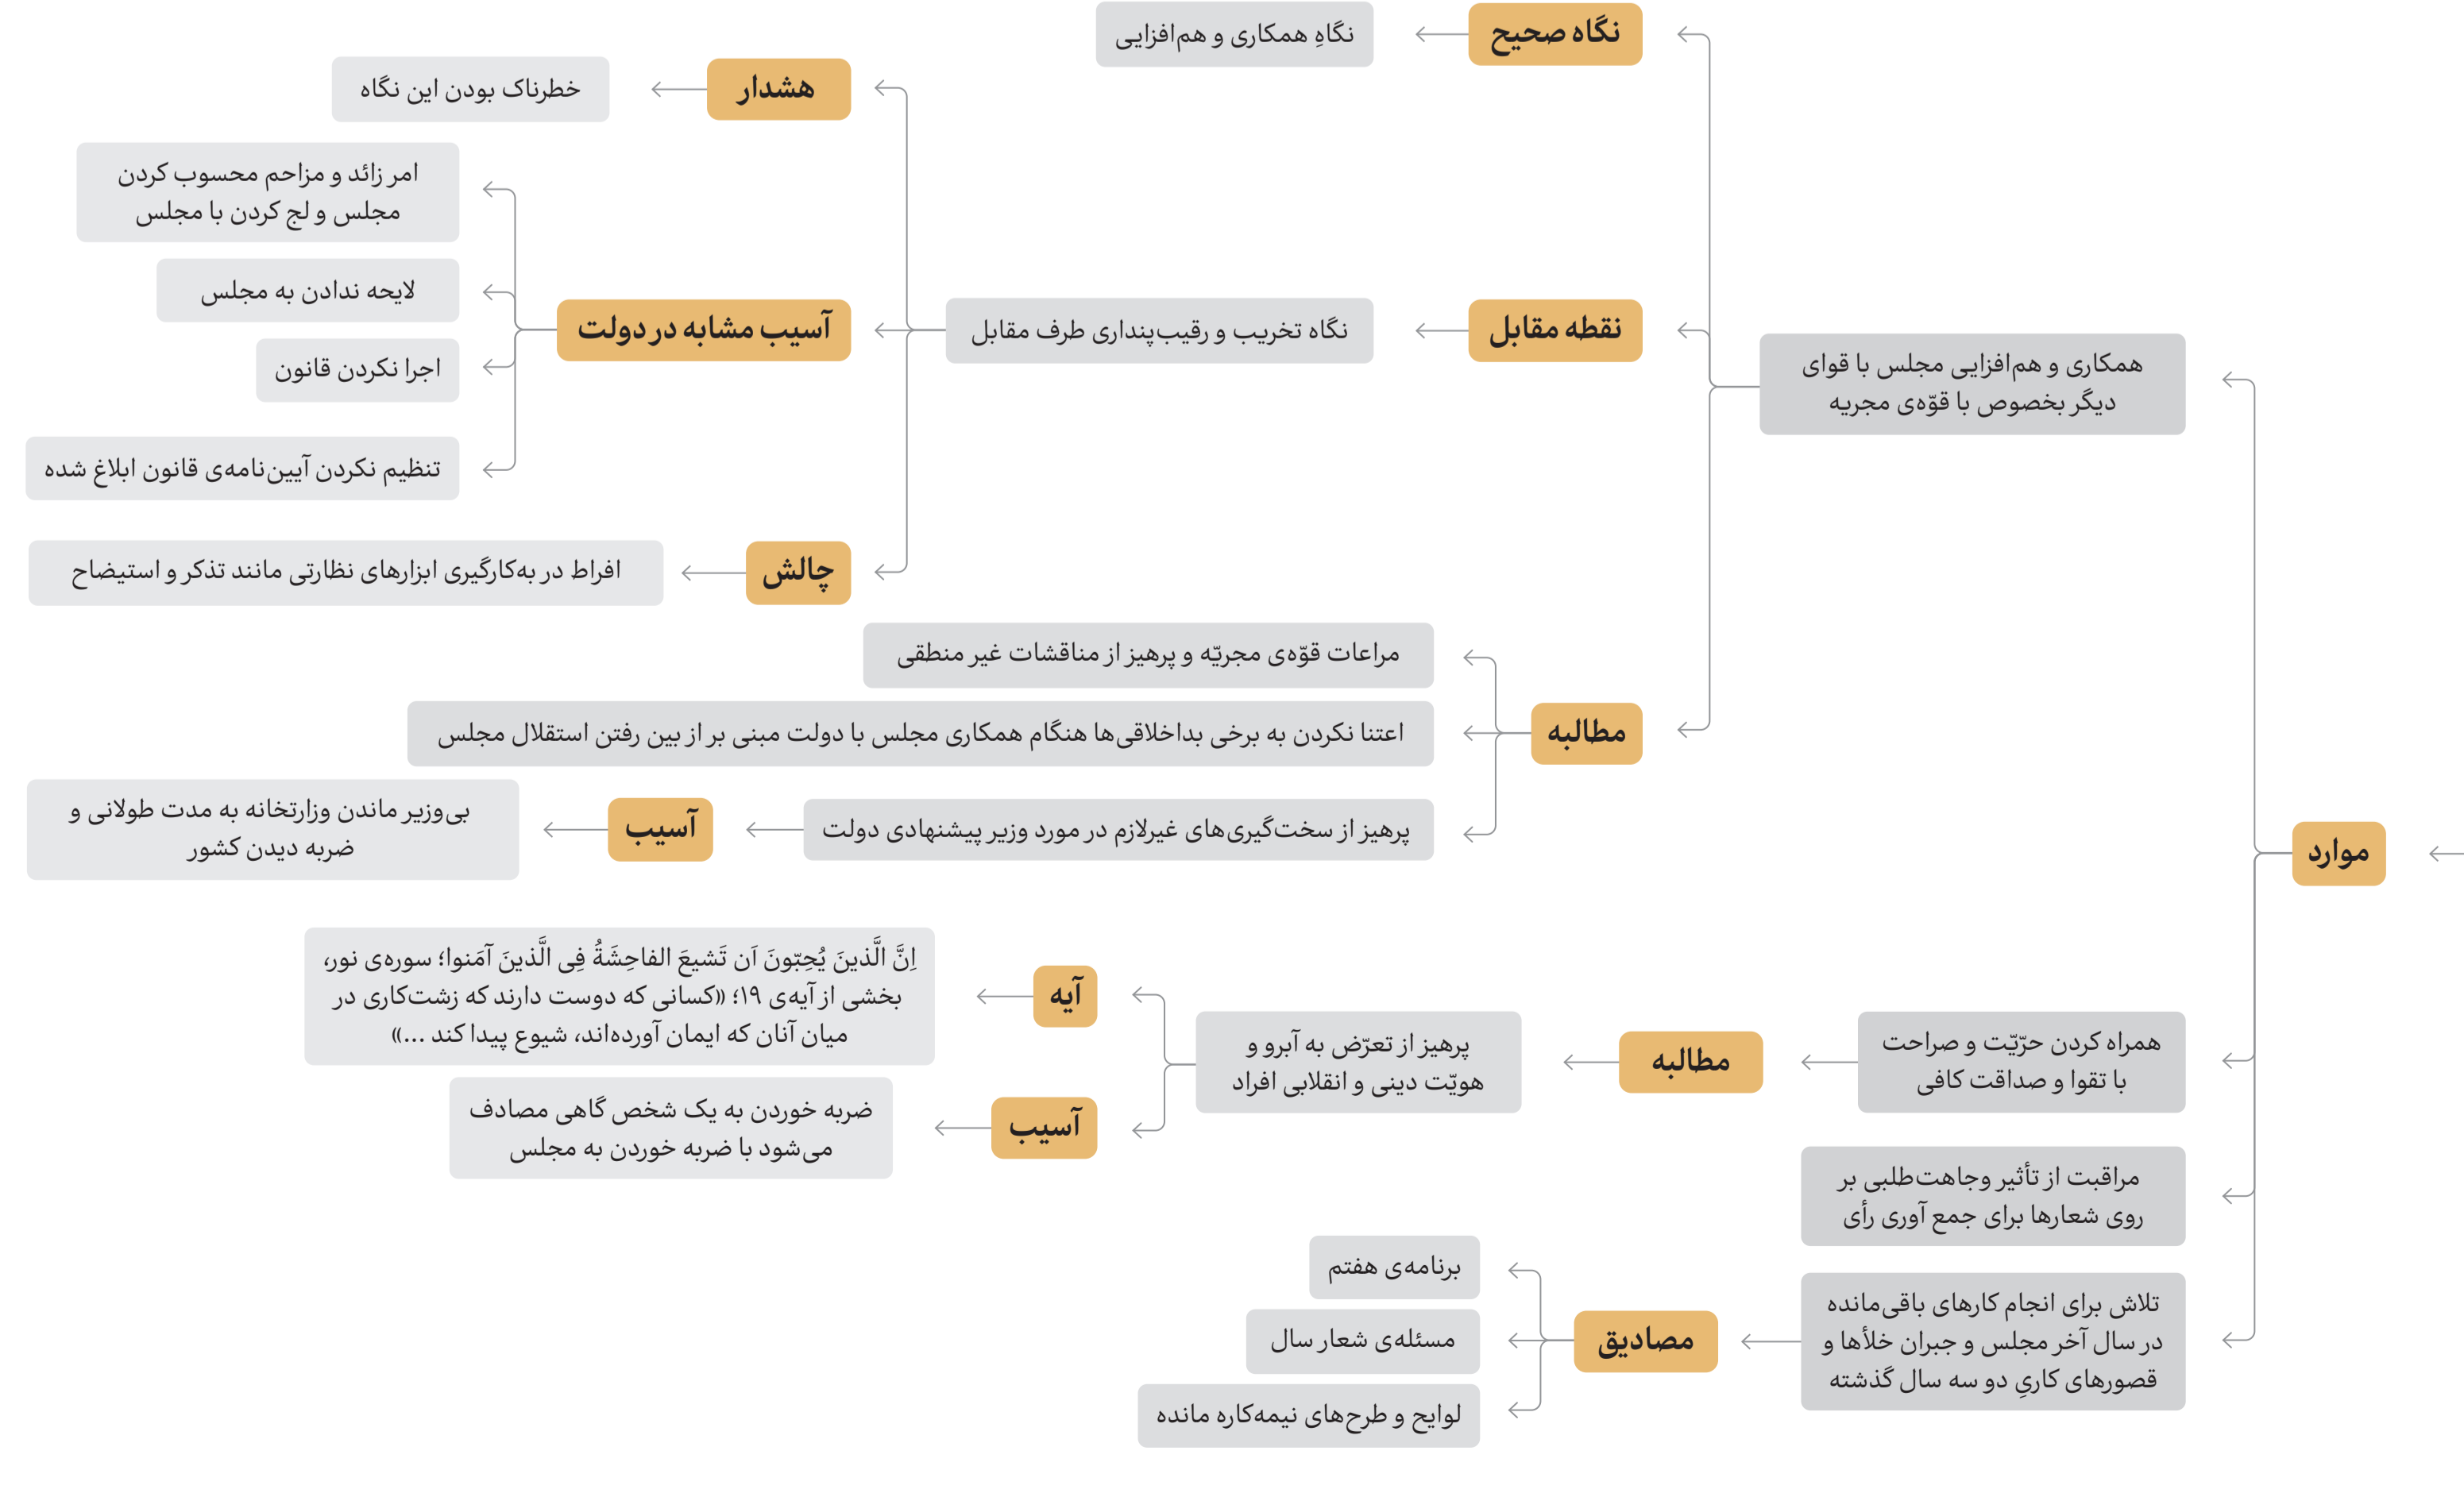 موارد
همکاری و هم‌افزایی مجلس با قوای
دیگر بخصوص با قوّه‌ی مجریه
نگاه صحیح
نگاهِ همکاری و هم‌افزایی
نقطه مقابل
نگاه تخریب و رقیب‌پنداری طرف مقابل
هشدار
خطرناک بودن این نگاه
آسیب مشابه در دولت
امر زائد و مزاحم محسوب کردن
مجلس و لج کردن با مجلس
لایحه ندادن به مجلس
اجرا نکردن قانون
تنظیم نکردن آیین‌نامه‌ی قانون ابلاغ شده
چالش
افراط در به‌کارگیری ابزارهای نظارتی مانند تذکر و استیضاح
مطالبه
مراعات قوّه‌ی مجریّه و پرهیز از مناقشات غیر منطقی
اعتنا نکردن به برخی بداخلاقی‌ها هنگام همکاری مجلس با دولت مبنی بر از بین رفتن استقلال مجلس
پرهیز از سخت‌گیری‌های غیرلازم در مورد وزیر پیشنهادی دولت
آسیب
بی‌وزیر ماندن وزارتخانه به مدت طولانی و
ضربه دیدن کشور
همراه کردن حرّیّت و صراحت
با تقوا و صداقت کافی
مطالبه
پرهیز از تعرّض به آبرو و
هویّت دینی و انقلابی افراد
آیه
اِنَّ الَّذینَ یُحِبّونَ اَن تَشیعَ الفاحِشَةُ فِی الَّذینَ آمَنوا؛ سوره‌ی نور،
بخشی از آیه‌ی ۱۹؛ «کسانی که دوست دارند که زشت‌کاری در
میان آنان که ایمان آورده‌اند، شیوع پیدا کند ...»
آسیب
ضربه خوردن به یک شخص گاهی مصادف
می‌شود با ضربه خوردن به مجلس
مراقبت از تأثیر وجاهت‌طلبی بر
روی شعارها برای جمع آوری رأی
تلاش برای انجام کارهای باقی‌مانده
در سال آخر مجلس و جبران خلأها و
قصورهای کاریِ دو سه سال گذشته
مصادیق
برنامه‌ی هفتم
مسئله‌ی شعار سال
لوایح و طرح‌های نیمه‌کاره مانده